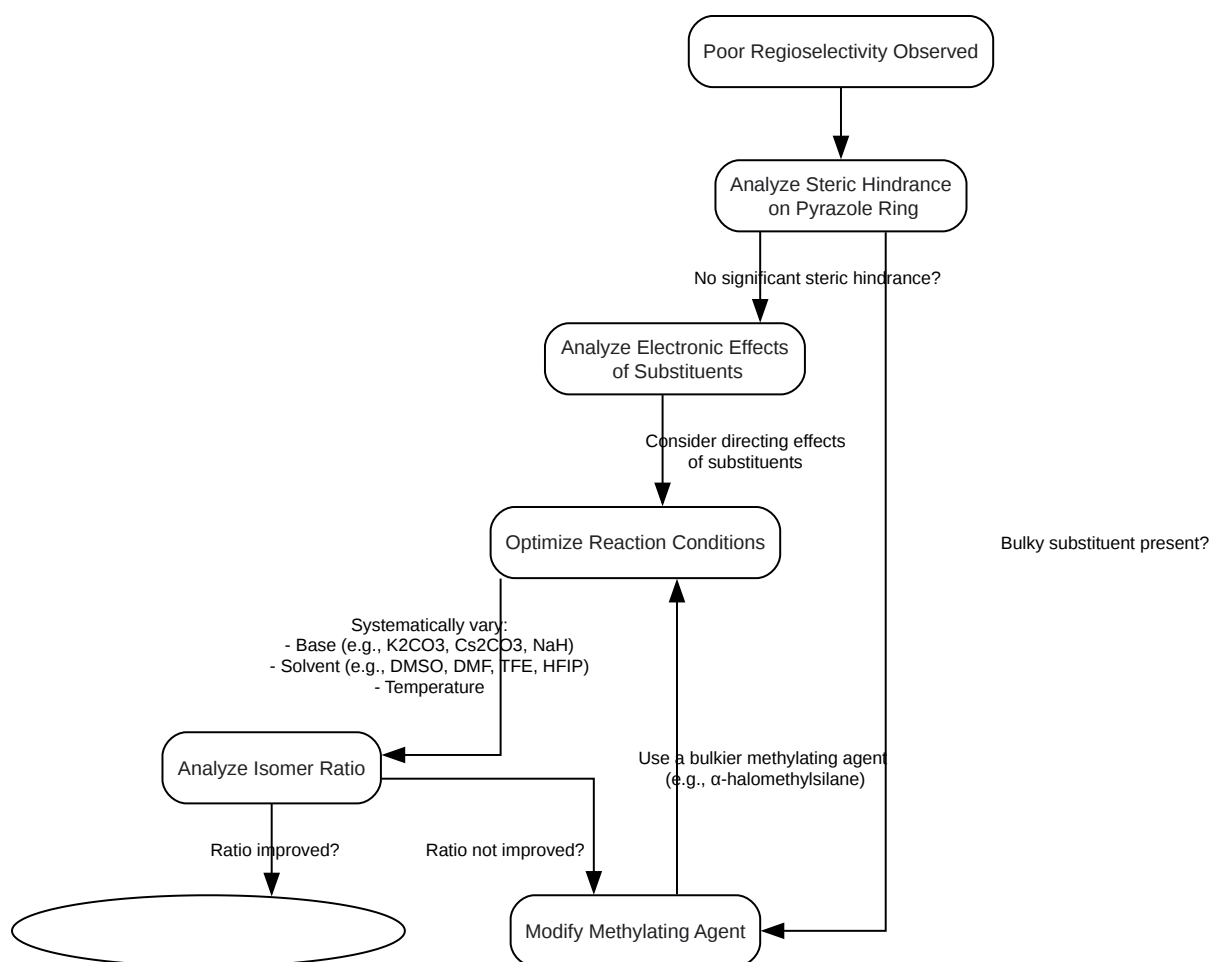 Poor Regioselectivity Observed
Analyze Steric Hindrance
on Pyrazole Ring
No significant steric hindrance?
Analyze Electronic Effects
of Substituents
Consider directing effects
of substituents
Optimize Reaction Conditions
Bulky substituent present?
Systematically vary:
- Base (e.g., K2CO3, Cs2CO3, NaH)
- Solvent (e.g., DMSO, DMF, TFE, HFIP)
- Temperature
Use a bulkier methylating agent
(e.g., α-halomethylsilane)
Analyze Isomer Ratio
Ratio improved?
Ratio not improved?
Modify Methylating Agent